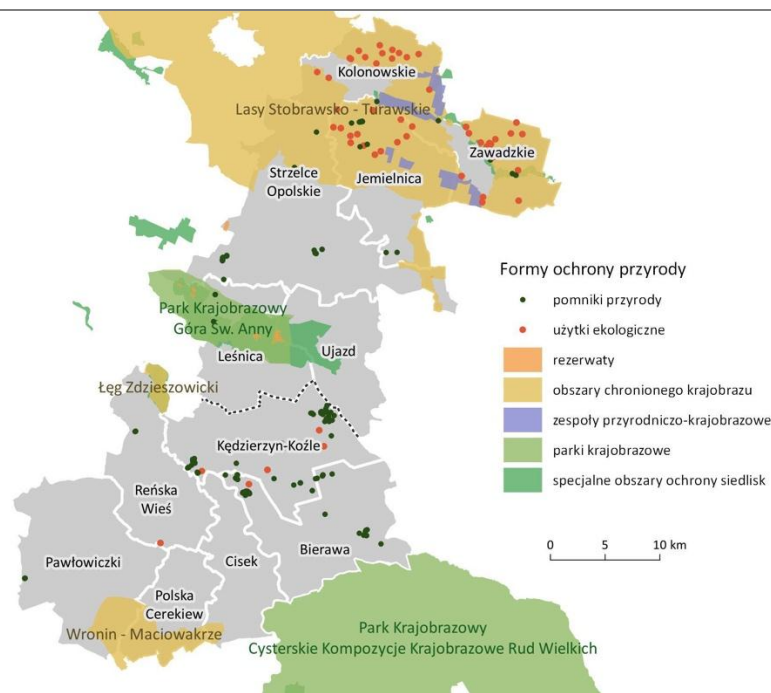 Kolonowskie
Lasy Stobrawsko - Turawskie
Zawadzkie
Strzelce
Opolskie
Jemielnica
Formy ochrony przyrody
pomniki przyrody
użytki ekologiczne
rezerwaty
obszary chronionego krajobrazu
zespoły przyrodniczo-krajobrazowe
parki krajobrazowe
specjalne obszary ochrony siedlisk
Park Krajobrazowy
Góra Św. Anny
Leśnica
Ujazd
Łęg Zdzieszowicki
Kędzierzyn-Koźle
Reńska
Wieś
Pawłowiczki
Cisek
Bierawa
0 5 10 km
Polska
Cerekiew
Wronin - Maciowakrze
Park Krajobrazowy
Cysterskie Kompozycje Krajobrazowe Rud Wielkich